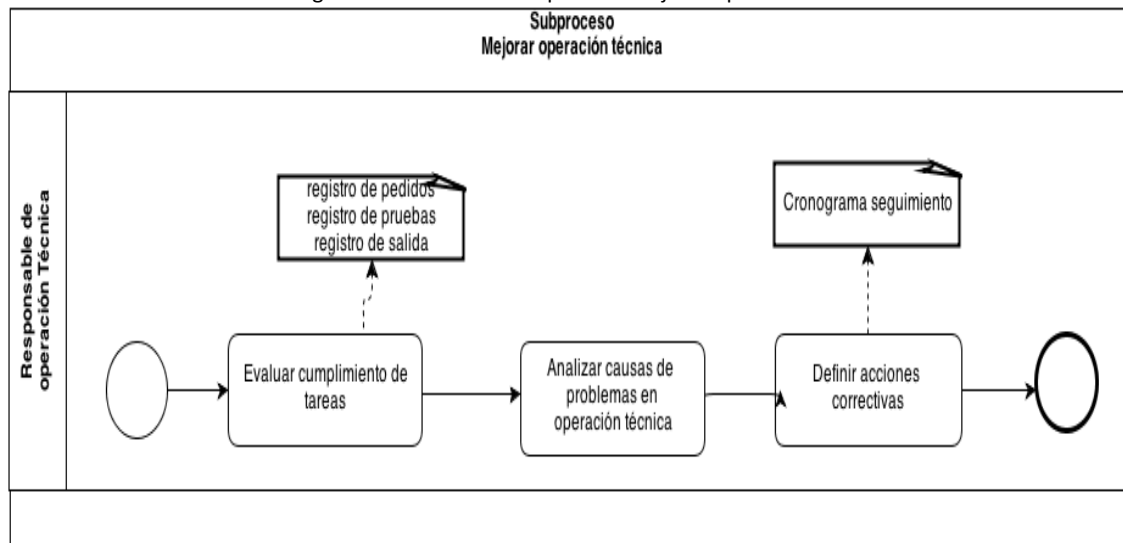 Subproceso
Mejorar operación técnica
Responsable de
operación Técnica
registro de pedidos
registro de pruebas
registro de salida
Cronograma seguimiento
Evaluar cumplimiento de
tareas
Analizar causas de
problemas en
operación técnica
Definir acciones
correctivas